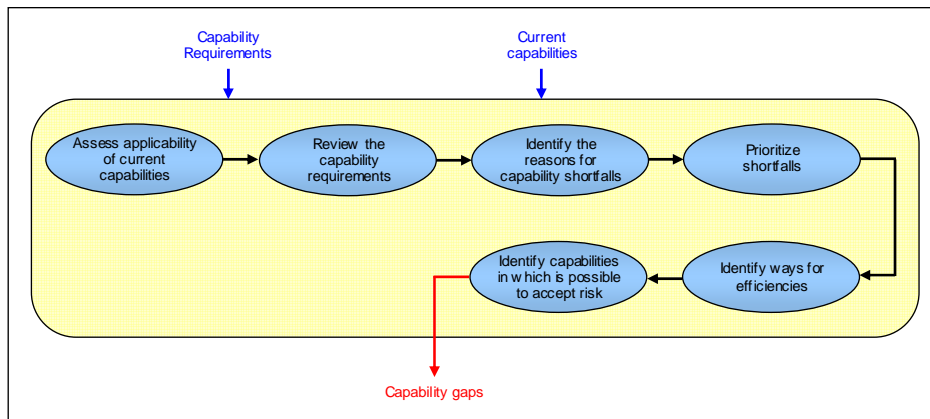 Capability
Requirements
Current
capabilities
Assess applicability
of current
capabilities
Review the
capability
requirements
Identify the
reasons for
capability shortfalls
Prioritize
shortfalls
Identify capabilities
in which is possible
to accept risk
Identify ways for
efficiencies
Capability gaps